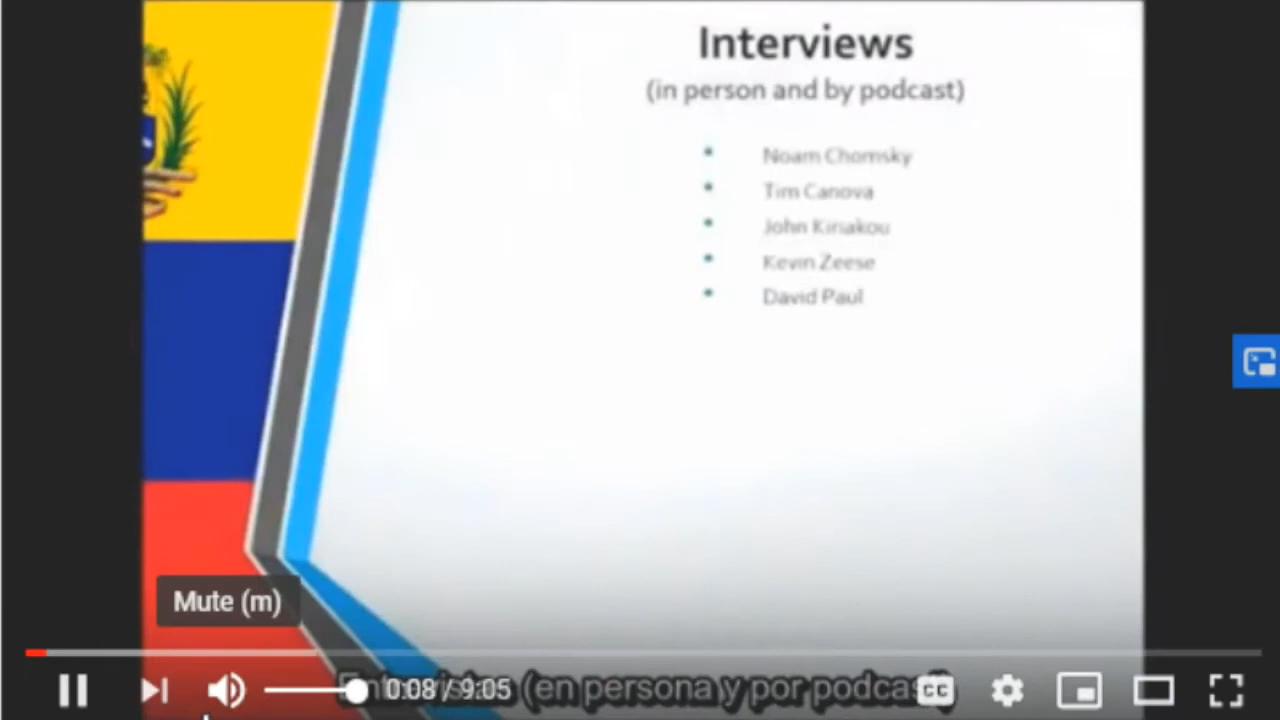 Interviews
(in person and by podcast)
• Noam Chomsky
• Tim Canova
• John Kiriakou
• Kevin Zeese
• David Paul
Mute (m)
0:08 / 9:05
(en persona y por podcast)
CC